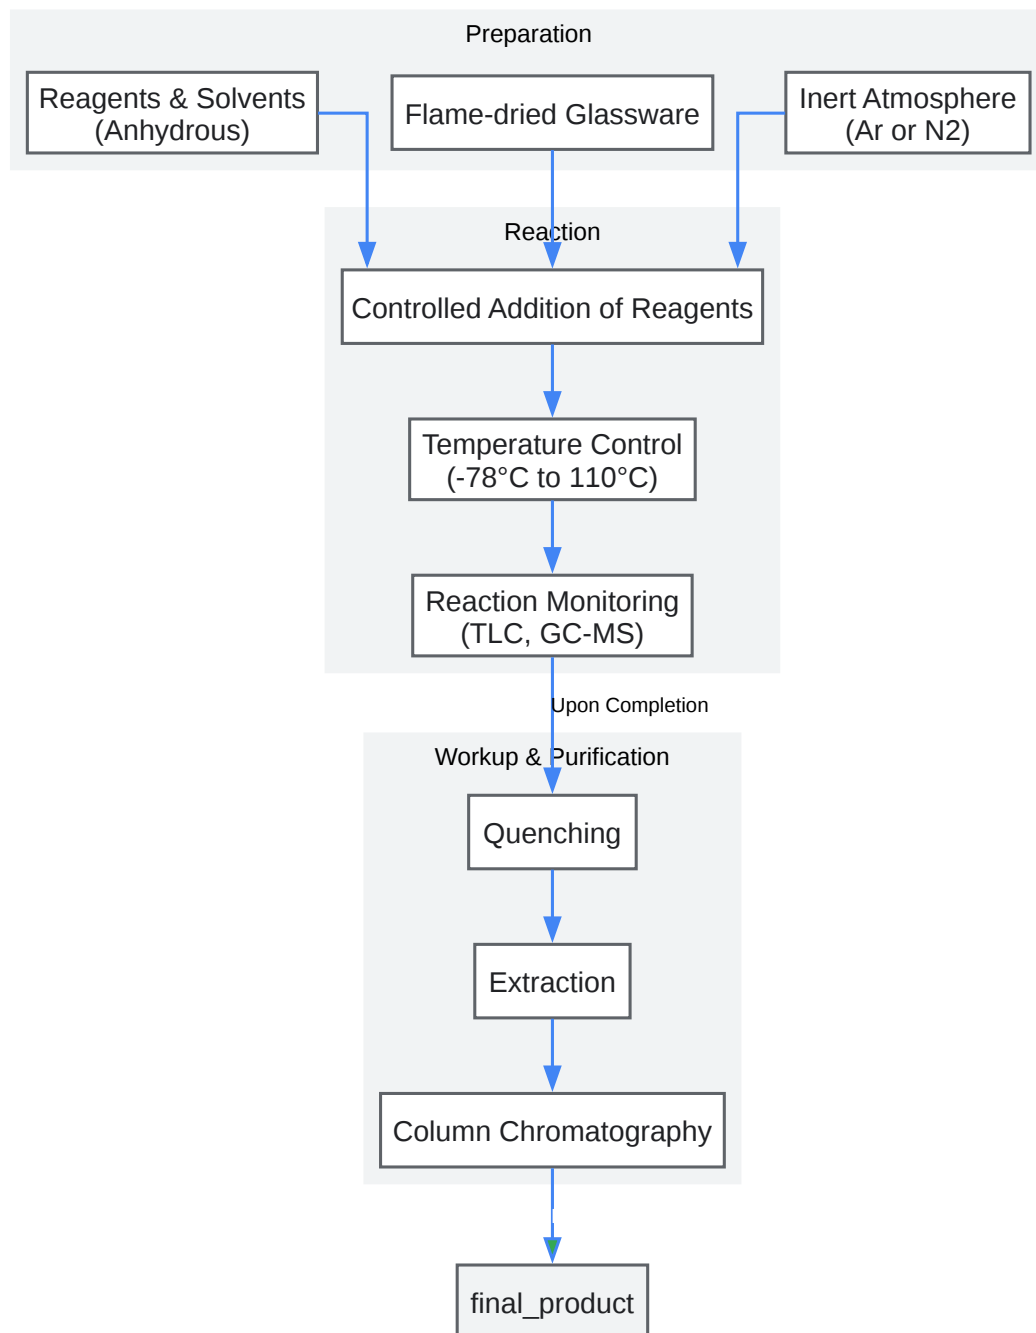 Preparation
Reagents & Solvents
(Anhydrous)
Flame-dried Glassware
Inert Atmosphere
(Ar or N2)
Reaction
Controlled Addition of Reagents
Temperature Control
(-78°C to 110°C)
Reaction Monitoring
(TLC, GC-MS)
Upon Completion
Workup & Purification
Quenching
Extraction
Column Chromatography
final_product